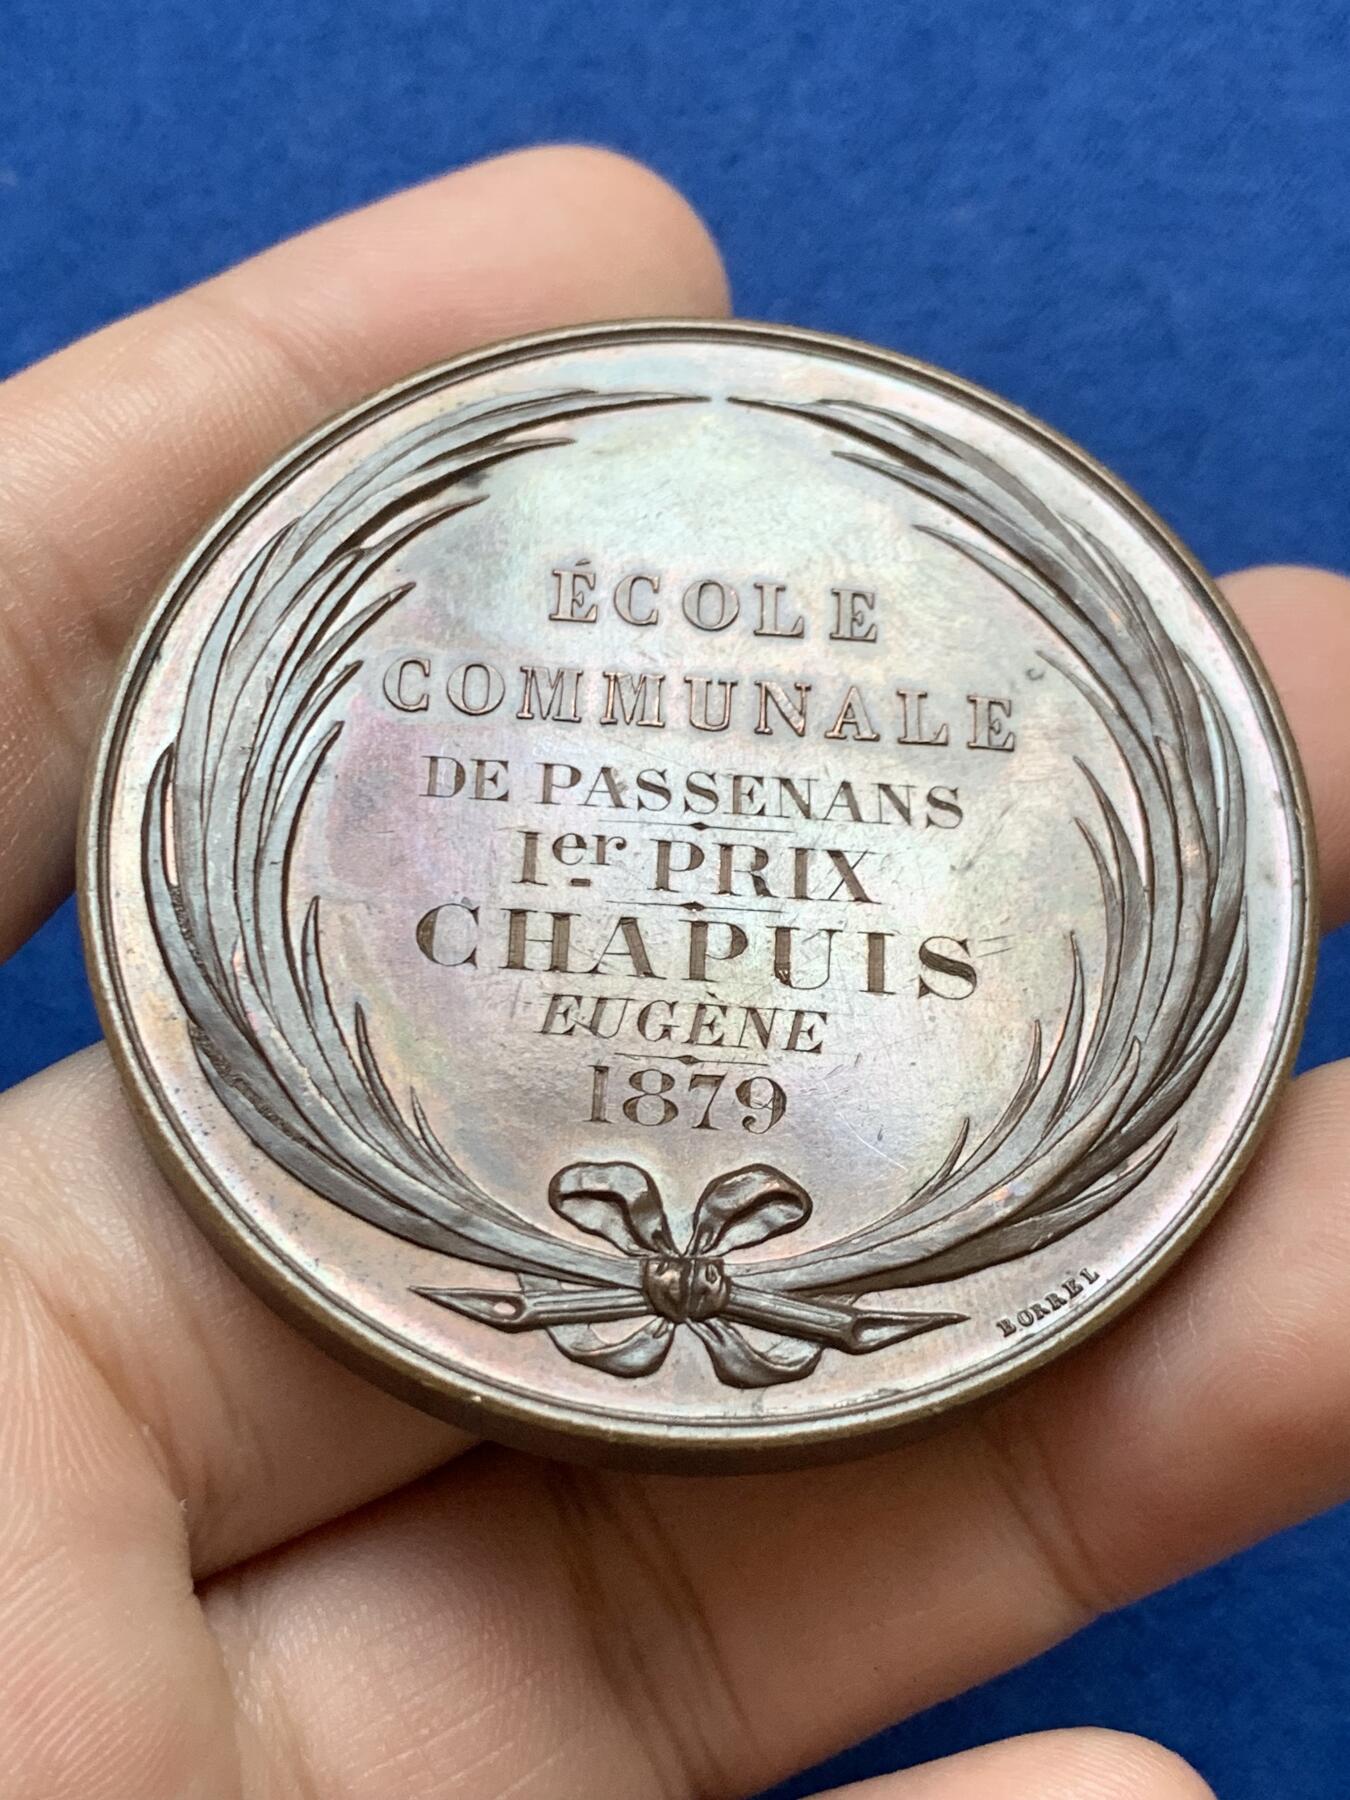 ÉCOLE
COMMUNALE
DE PASSENANS
1er PRIX
CHAPUIS
EUGÈNE
1879
BORREL